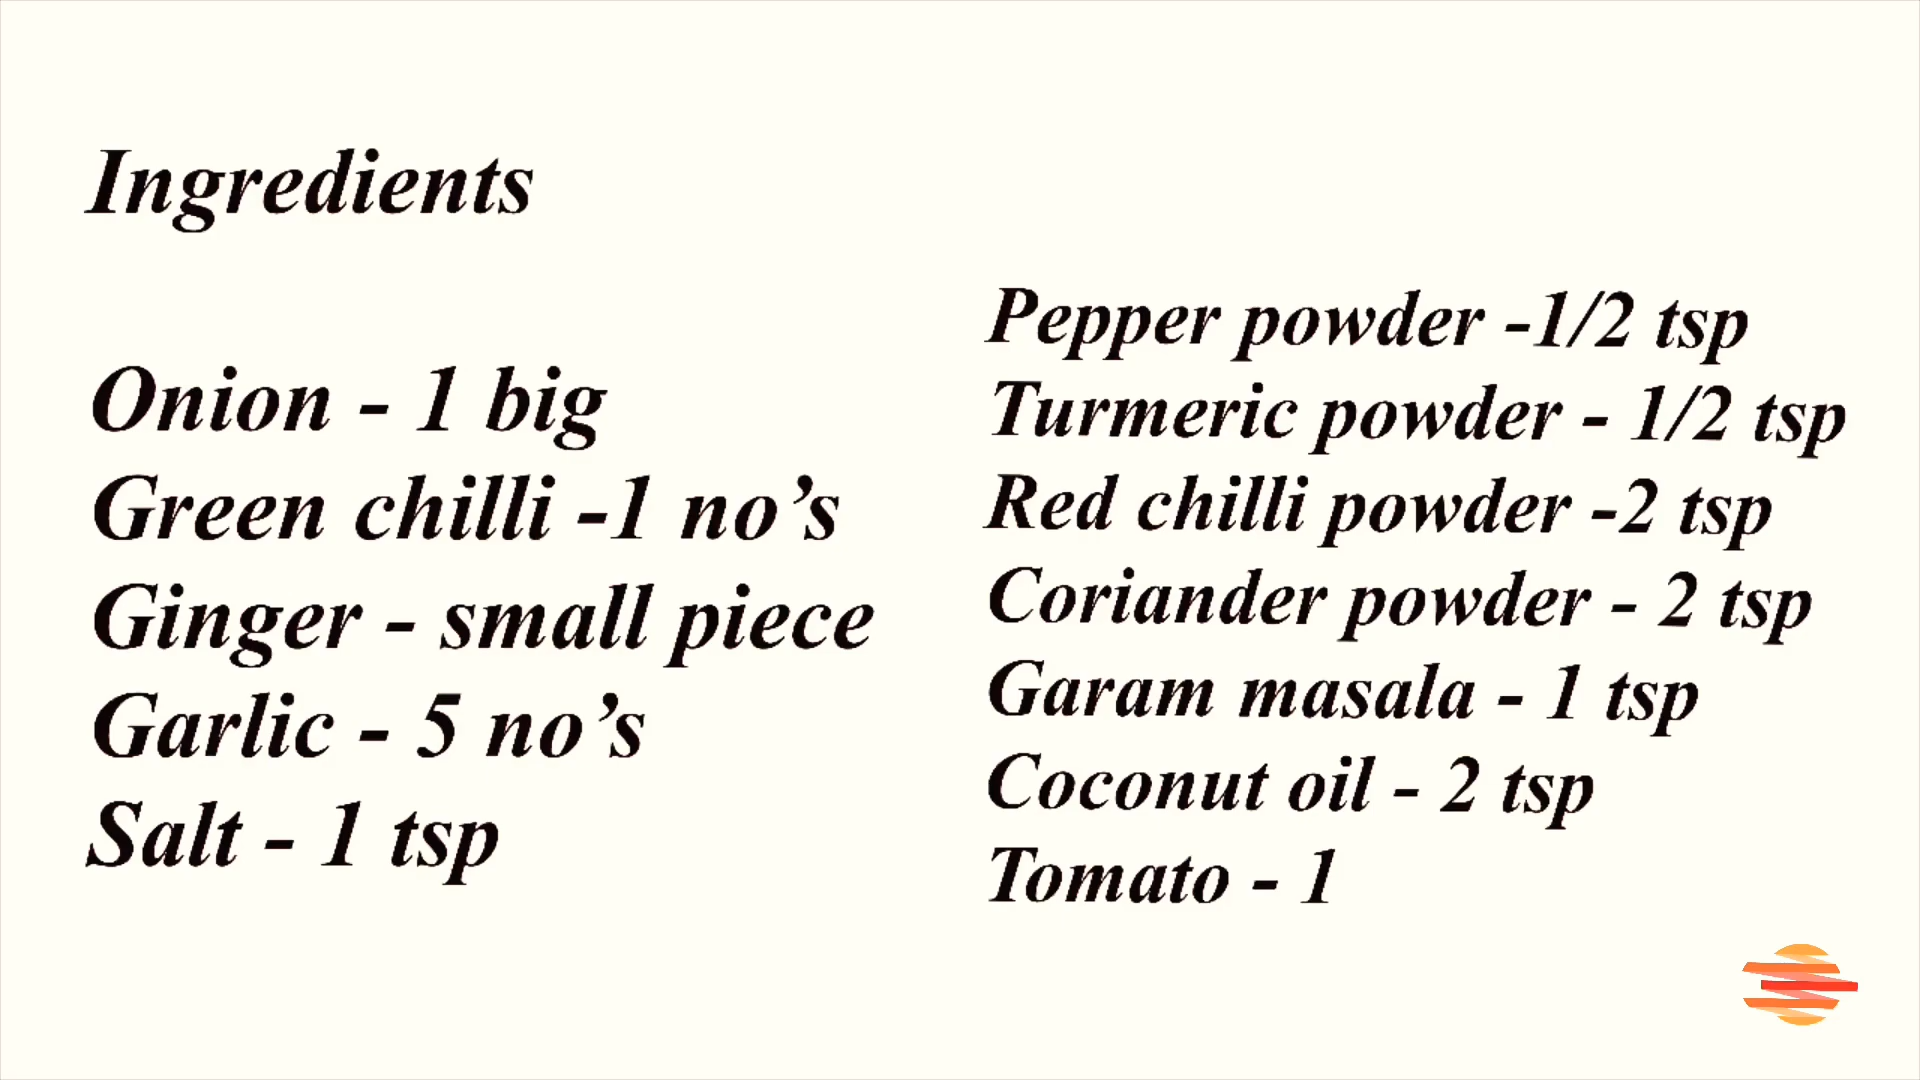 Ingredients
Onion - 1 big
Green chilli -1 no’s
Ginger - small piece
Garlic - 5 no’s
Salt - 1 tsp
Pepper powder -1/2 tsp
Turmeric powder - 1/2 tsp
Red chilli powder -2 tsp
Coriander powder - 2 tsp
Garam masala - 1 tsp
Coconut oil - 2 tsp
Tomato - 1